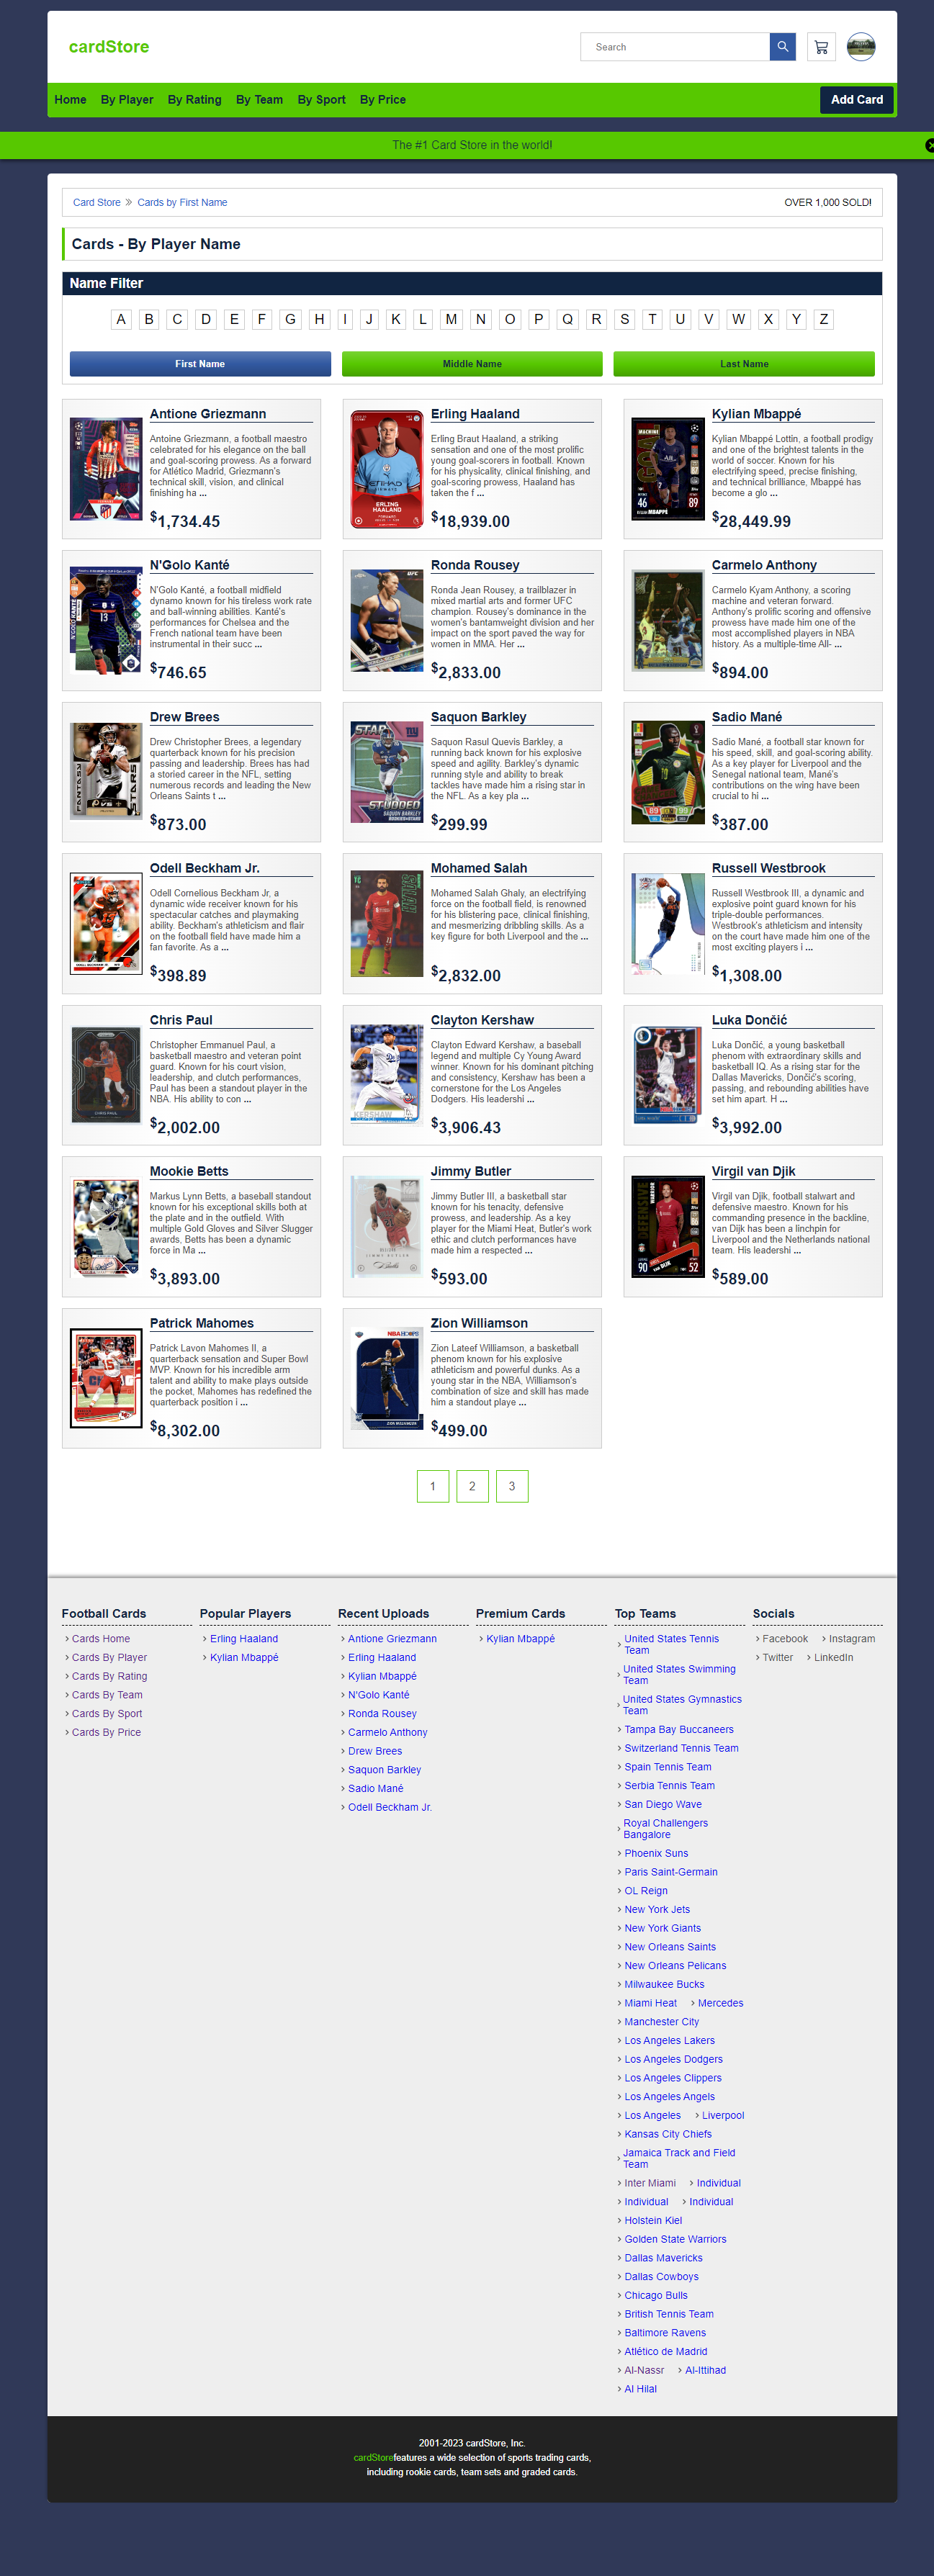 cardStore
Search
Home By Player By Rating By Team By Sport By Price Add Card
The #1 Card Store in the world!
Card Store Cards by First Name OVER 1,000 SOLD!
Cards - By Player Name
Name Filter
A B C D E F G H I J K L M N O P Q R S T U V W X Y Z
First Name Middle Name Last Name
Antione Griezmann
Antoine Griezmann, a football maestro
celebrated for his elegance on the ball
and goal-scoring prowess. As a forward
for Atlético Madrid, Griezmann's
technical skill, vision, and clinical
finishing ha ...
$1,734.45
Erling Haaland
Erling Braut Haaland, a striking
sensation and one of the most prolific
young goal-scorers in football. Known
for his physicality, clinical finishing, and
goal-scoring prowess, Haaland has
taken the f ...
$18,939.00
ERLING
HAALAND
Kylian Mbappé
Kylian Mbappé Lottin, a football prodigy
and one of the brightest talents in the
world of soccer. Known for his
electrifying speed, precise finishing,
and technical brilliance, Mbappé has
become a glo ...
$28,449.99
MACHINE
GOAL
46 89
KYLIAN MBAPPÉ
N'Golo Kanté
N'Golo Kanté, a football midfield
dynamo known for his tireless work rate
and ball-winning abilities. Kanté's
performances for Chelsea and the
French national team have been
instrumental in their succ ...
$746.65
13
Ronda Rousey
Ronda Jean Rousey, a trailblazer in
mixed martial arts and former UFC
champion. Rousey's dominance in the
women's bantamweight division and her
impact on the sport paved the way for
women in MMA. Her ...
$2,833.00
UFC
Carmelo Anthony
Carmelo Kyam Anthony, a scoring
machine and veteran forward.
Anthony's prolific scoring and offensive
prowess have made him one of the
most accomplished players in NBA
history. As a multiple-time All- ...
$894.00
Drew Brees
Drew Christopher Brees, a legendary
quarterback known for his precision
passing and leadership. Brees has had
a storied career in the NFL, setting
numerous records and leading the New
Orleans Saints t ...
$873.00
FANTASY
STARS
VS
Saquon Barkley
Saquon Rasul Quevis Barkley, a
running back known for his explosive
speed and agility. Barkley's dynamic
running style and ability to break
tackles have made him a rising star in
the NFL. As a key pla ...
$299.99
STAR
STUDDED
SAQUON BARKLEY
Sadio Mané
Sadio Mané, a football star known for
his speed, skill, and goal-scoring ability.
As a key player for Liverpool and the
Senegal national team, Mané's
contributions on the wing have been
crucial to hi ...
$387.00
Odell Beckham Jr.
Odell Cornelious Beckham Jr, a
dynamic wide receiver known for his
spectacular catches and playmaking
ability. Beckham's athleticism and flair
on the football field have made him a
fan favorite. As a ...
$398.89
Mohamed Salah
Mohamed Salah Ghaly, an electrifying
force on the football field, is renowned
for his blistering pace, clinical finishing,
and mesmerizing dribbling skills. As a
key figure for both Liverpool and the ...
$2,832.00
SALAH
Russell Westbrook
Russell Westbrook III, a dynamic and
explosive point guard known for his
triple-double performances.
Westbrook's athleticism and intensity
on the court have made him one of the
most exciting players i ...
$1,308.00
Chris Paul
Christopher Emmanuel Paul, a
basketball maestro and veteran point
guard. Known for his court vision,
leadership, and clutch performances,
Paul has been a standout player in the
NBA. His ability to con ...
$2,002.00
CHRIS PAUL
Clayton Kershaw
Clayton Edward Kershaw, a baseball
legend and multiple Cy Young Award
winner. Known for his dominant pitching
and consistency, Kershaw has been a
cornerstone for the Los Angeles
Dodgers. His leadershi ...
$3,906.43
KERSHAW
Luka Dončić
Luka Dončić, a young basketball
phenom with extraordinary skills and
basketball IQ. As a rising star for the
Dallas Mavericks, Dončić's scoring,
passing, and rebounding abilities have
set him apart. H ...
$3,992.00
Mookie Betts
Markus Lynn Betts, a baseball standout
known for his exceptional skills both at
the plate and in the outfield. With
multiple Gold Gloves and Silver Slugger
awards, Betts has been a dynamic
force in Ma ...
$3,893.00
Jimmy Butler
Jimmy Butler III, a basketball star
known for his tenacity, defensive
prowess, and leadership. As a key
player for the Miami Heat, Butler's work
ethic and clutch performances have
made him a respected ...
$593.00
JIMMY BUTLER
Virgil van Djik
Virgil van Djik, football stalwart and
defensive maestro. Known for his
commanding presence in the backline,
van Dijk has been a linchpin for
Liverpool and the Netherlands national
team. His leadershi ...
$589.00
DEFENSIVE
WARRIOR
90 52
Patrick Mahomes
Patrick Lavon Mahomes II, a
quarterback sensation and Super Bowl
MVP. Known for his incredible arm
talent and ability to make plays outside
the pocket, Mahomes has redefined the
quarterback position i ...
$8,302.00
Zion Williamson
Zion Lateef Williamson, a basketball
phenom known for his explosive
athleticism and powerful dunks. As a
young star in the NBA, Williamson's
combination of size and skill has made
him a standout playe ...
$499.00
NBA HOOPS
ZION WILLIAMSON
1 2 3
Football Cards
Cards Home
Cards By Player
Cards By Rating
Cards By Team
Cards By Sport
Cards By Price
Popular Players
Erling Haaland
Kylian Mbappé
Recent Uploads
Antione Griezmann
Erling Haaland
Kylian Mbappé
N'Golo Kanté
Ronda Rousey
Carmelo Anthony
Drew Brees
Saquon Barkley
Sadio Mané
Odell Beckham Jr.
Premium Cards
Kylian Mbappé
Top Teams
United States Tennis
Team
United States Swimming
Team
United States Gymnastics
Team
Tampa Bay Buccaneers
Switzerland Tennis Team
Spain Tennis Team
Serbia Tennis Team
San Diego Wave
Royal Challengers
Bangalore
Phoenix Suns
Paris Saint-Germain
OL Reign
New York Jets
New York Giants
New Orleans Saints
New Orleans Pelicans
Milwaukee Bucks
Miami Heat Mercedes
Manchester City
Los Angeles Lakers
Los Angeles Dodgers
Los Angeles Clippers
Los Angeles Angels
Los Angeles Liverpool
Kansas City Chiefs
Jamaica Track and Field
Team
Inter Miami Individual
Individual Individual
Holstein Kiel
Golden State Warriors
Dallas Mavericks
Dallas Cowboys
Chicago Bulls
British Tennis Team
Baltimore Ravens
Atlético de Madrid
Al-Nassr Al-Ittihad
Al Hilal
Socials
Facebook Instagram
Twitter LinkedIn
2001-2023 cardStore, Inc.
cardStorefeatures a wide selection of sports trading cards,
including rookie cards, team sets and graded cards.